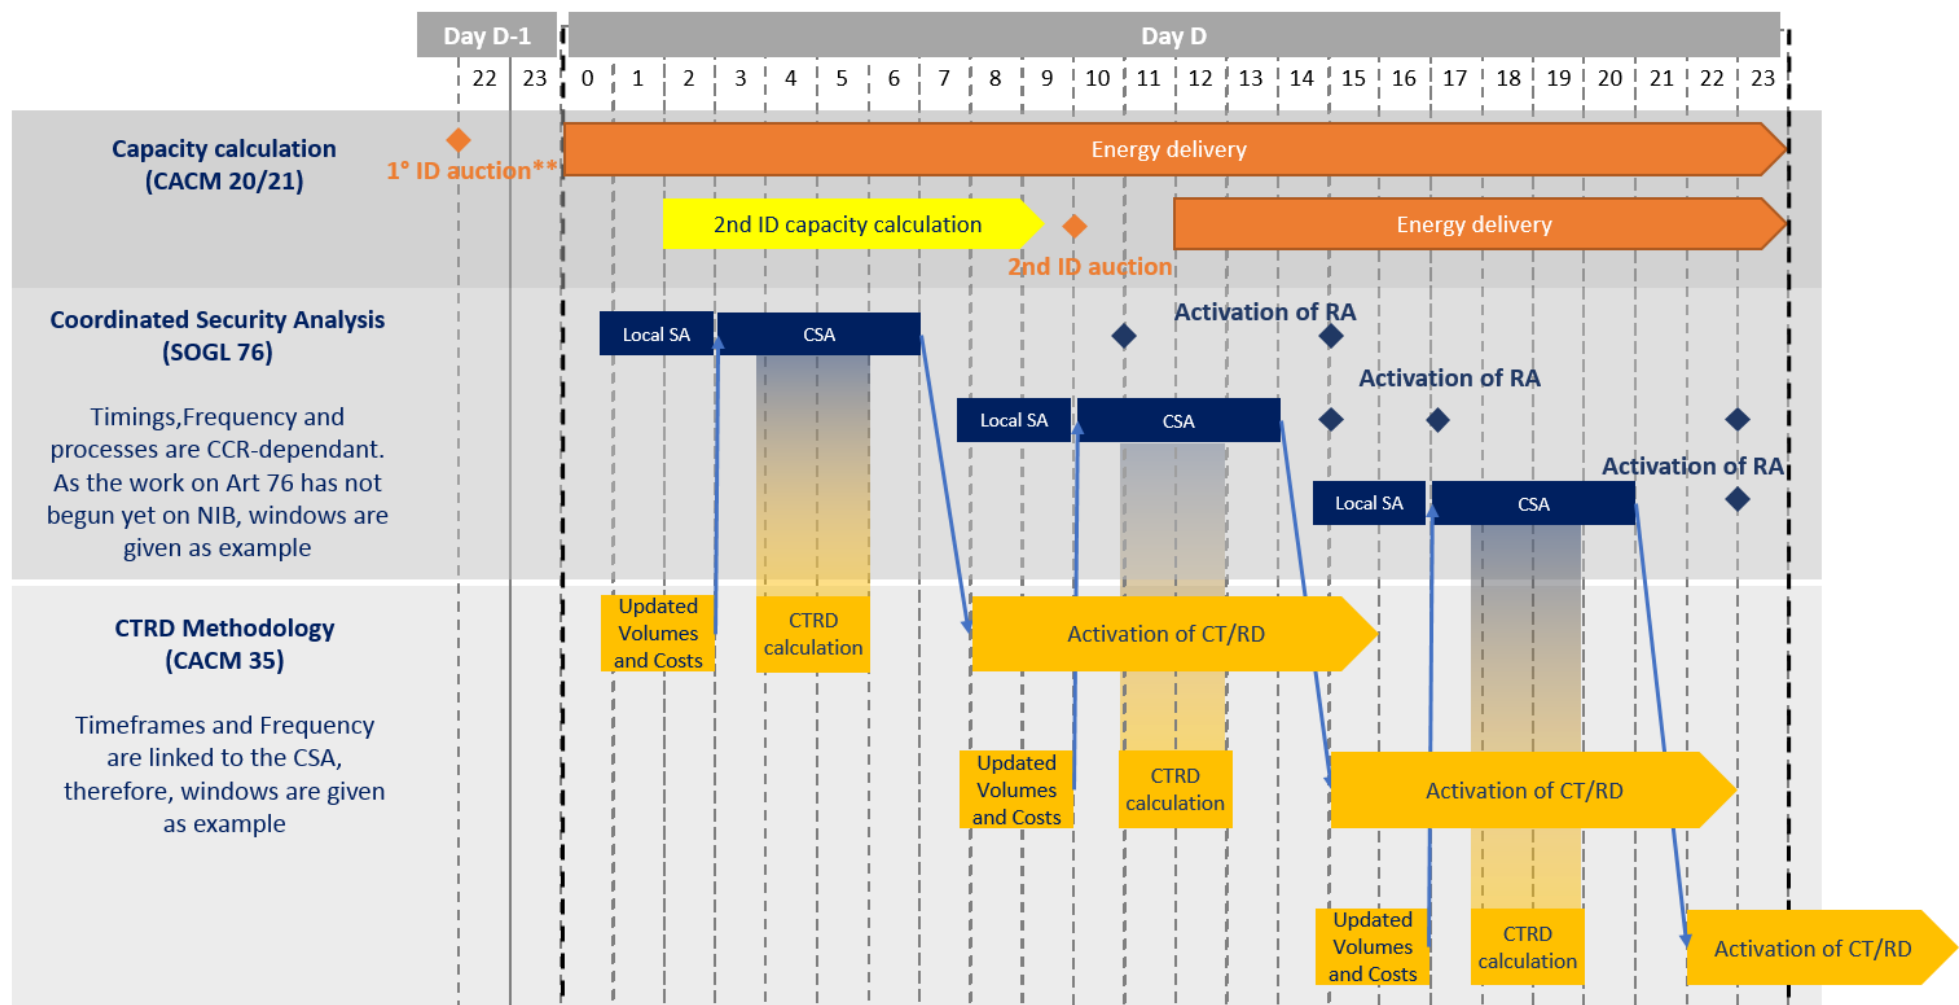 Day D-1
Day D
22 23 0 1 2 3 4 5 6 7 8 9 10 11 12 13 14 15 16 17 18 19 20 21 22 23
Capacity calculation
(CACM 20/21)
1° ID auction**
Energy delivery
2nd ID capacity calculation
2nd ID auction
Energy delivery
Coordinated Security Analysis
(SOGL 76)
Timings,Frequency and
processes are CCR-dependant.
As the work on Art 76 has not
begun yet on NIB, windows are
given as example
Local SA
CSA
Activation of RA
Local SA
CSA
Activation of RA
Local SA
CSA
Activation of RA
CTRD Methodology
(CACM 35)
Timeframes and Frequency
are linked to the CSA,
therefore, windows are given
as example
Updated
Volumes
and Costs
CTRD
calculation
Activation of CT/RD
Updated
Volumes
and Costs
CTRD
calculation
Activation of CT/RD
Updated
Volumes
and Costs
CTRD
calculation
Activation of CT/RD